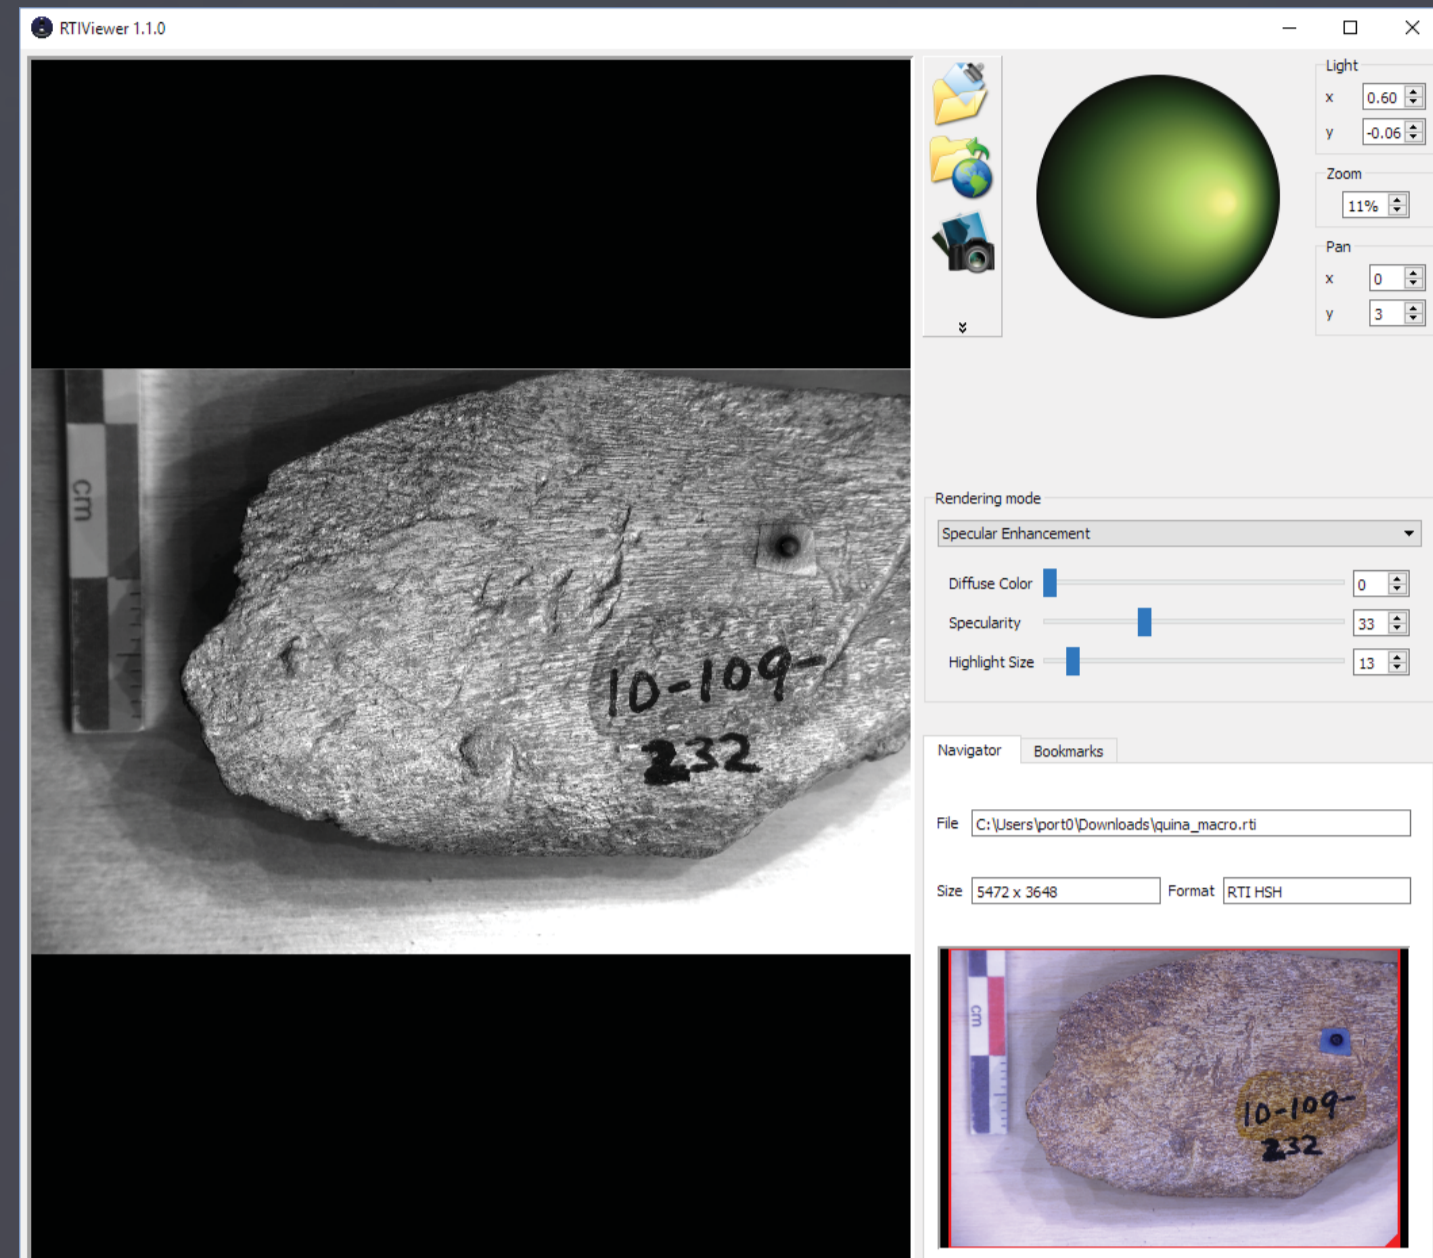 RTIViewer 1.1.0
Light
x 0.60
y -0.06
Zoom
11%
Pan
x 0
y 3
cm
10-109-
232
Rendering mode
Specular Enhancement
Diffuse Color 0
Specularity 33
Highlight Size 13
Navigator Bookmarks
File C:\Users\port0\Downloads\quina_macro.rti
Size 5472 x 3648 Format RTI HSH
cm
10-109-
232